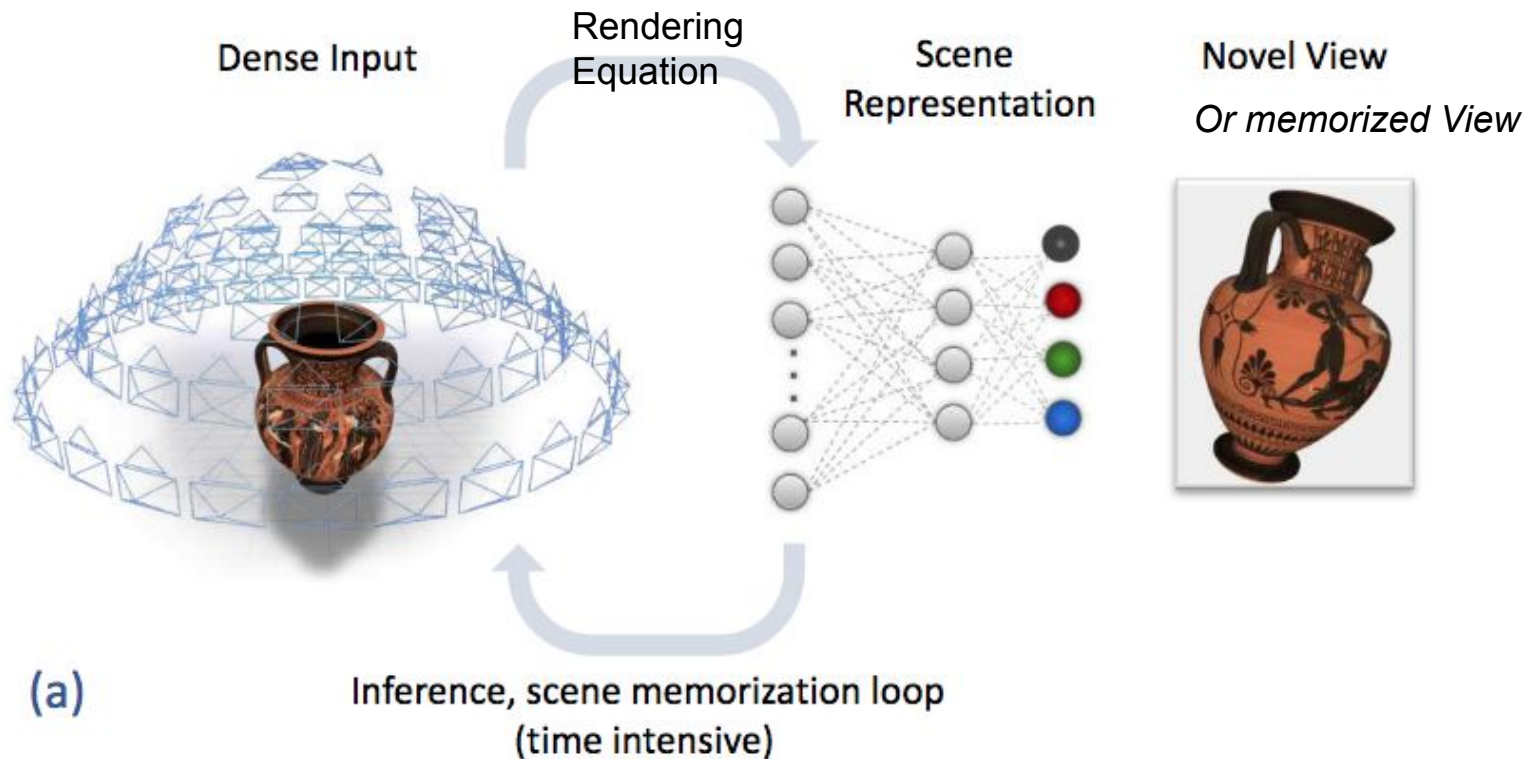 Dense Input
Rendering
Equation
Scene
Representation
Novel View
Or memorized View
(a)
Inference, scene memorization loop
(time intensive)